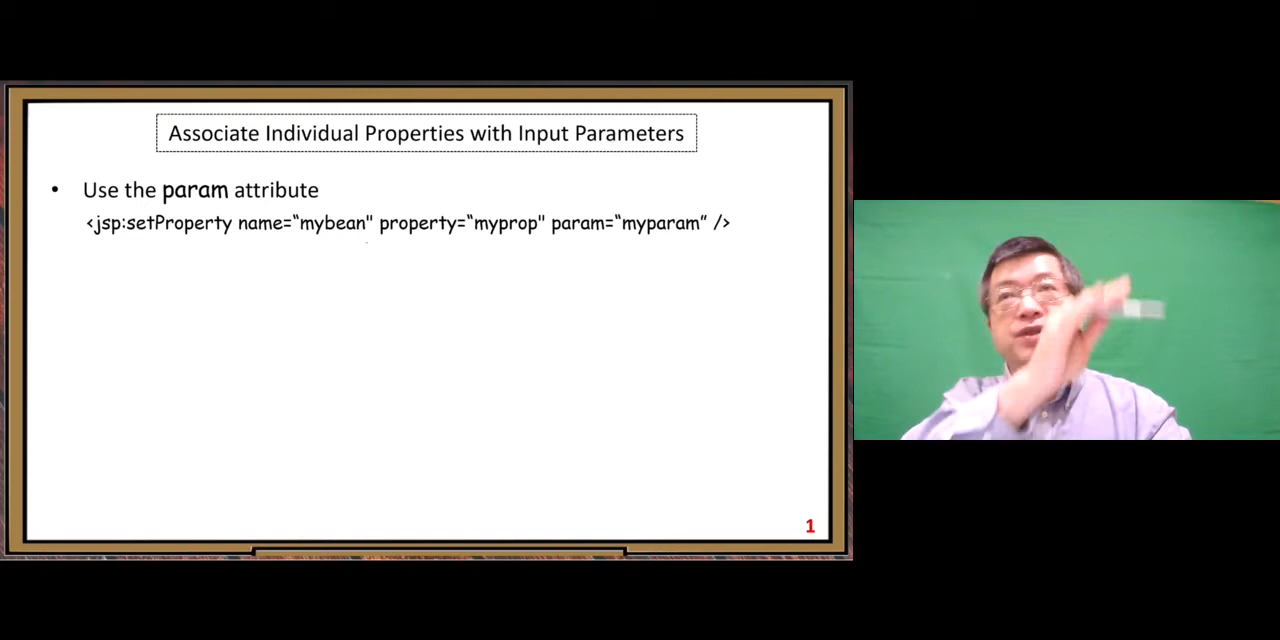 Associate Individual Properties with Input Parameters
• Use the param attribute
<jsp:setProperty name=“mybean" property=“myprop" param=“myparam” />
1